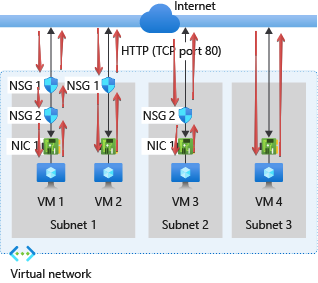 Internet
HTTP (TCP port 80)
NSG 1
NSG 1
NSG 2
NSG 2
NIC 1
NIC 1
VM 1
VM 2
VM 3
VM 4
Subnet 1
Subnet 2
Subnet 3
Virtual network